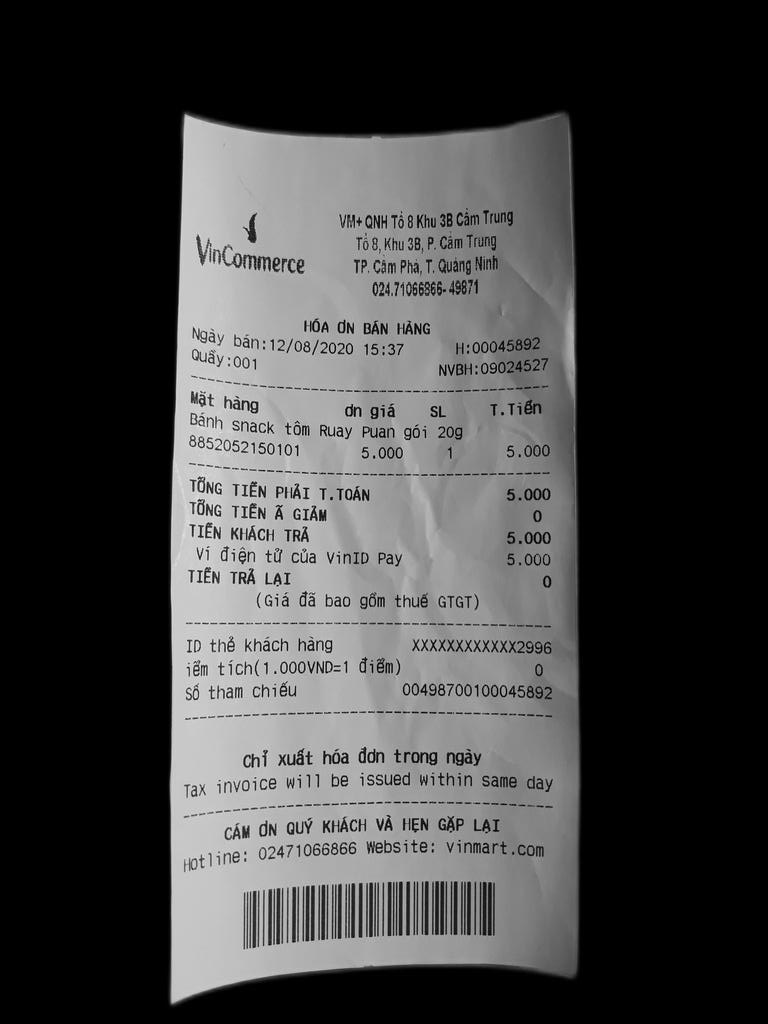 VinCommerce
VM+ QNH Tổ 8 Khu 3B Cẩm Trung
Tổ 8, Khu 3B, P. Cẩm Trung
TP. Cẩm Phả, T. Quảng Ninh
024.71066866-49871
HÓA ƠN BÁN HÀNG
Ngày bán:12/08/2020 15:37 H:00045892
Quầy:001 NVBH:09024527
Mặt hàng ơn giá SL T.Tiền
Bánh snack tôm Ruay Puan gói 20g
8852052150101 5.000 1 5.000
TỔNG TIỀN PHẢI T.TOÁN 5.000
TỔNG TIỀN Ã GIẢM 0
TIỀN KHÁCH TRẢ 5.000
Ví điện tử của VinID Pay 5.000
TIỀN TRẢ LẠI 0
(Giá đã bao gồm thuế GTGT)
ID thẻ khách hàng XXXXXXXXXXXX2996
iểm tích(1.000VND=1 điểm) 0
Số tham chiếu 00498700100045892
Chỉ xuất hóa đơn trong ngày
Tax invoice will be issued within same day
CÁM ƠN QUÝ KHÁCH VÀ HẸN GẶP LẠI
Hotline: 02471066866 Website: vinmart.com